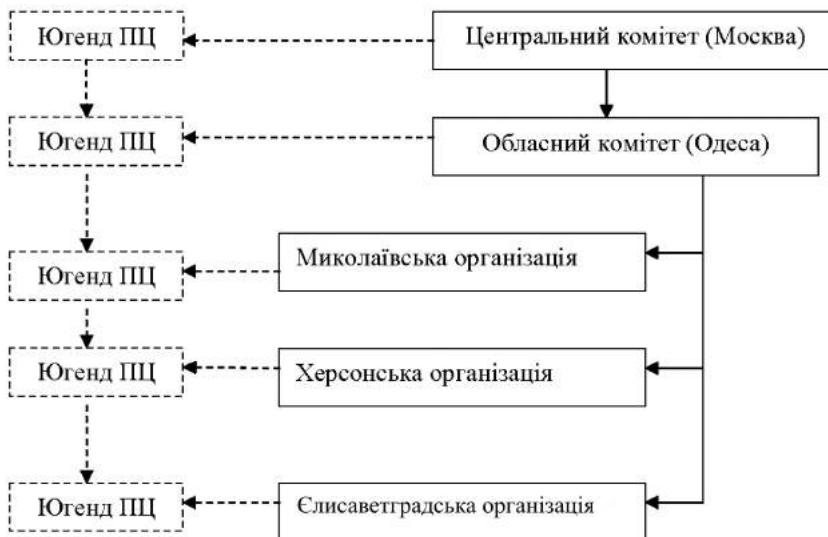 Югенд ПЦ
Центральний комітет (Москва)
Югенд ПЦ
Обласний комітет (Одеса)
Югенд ПЦ
Миколаївська організація
Югенд ПЦ
Херсонська організація
Югенд ПЦ
Єлисаветградська організація